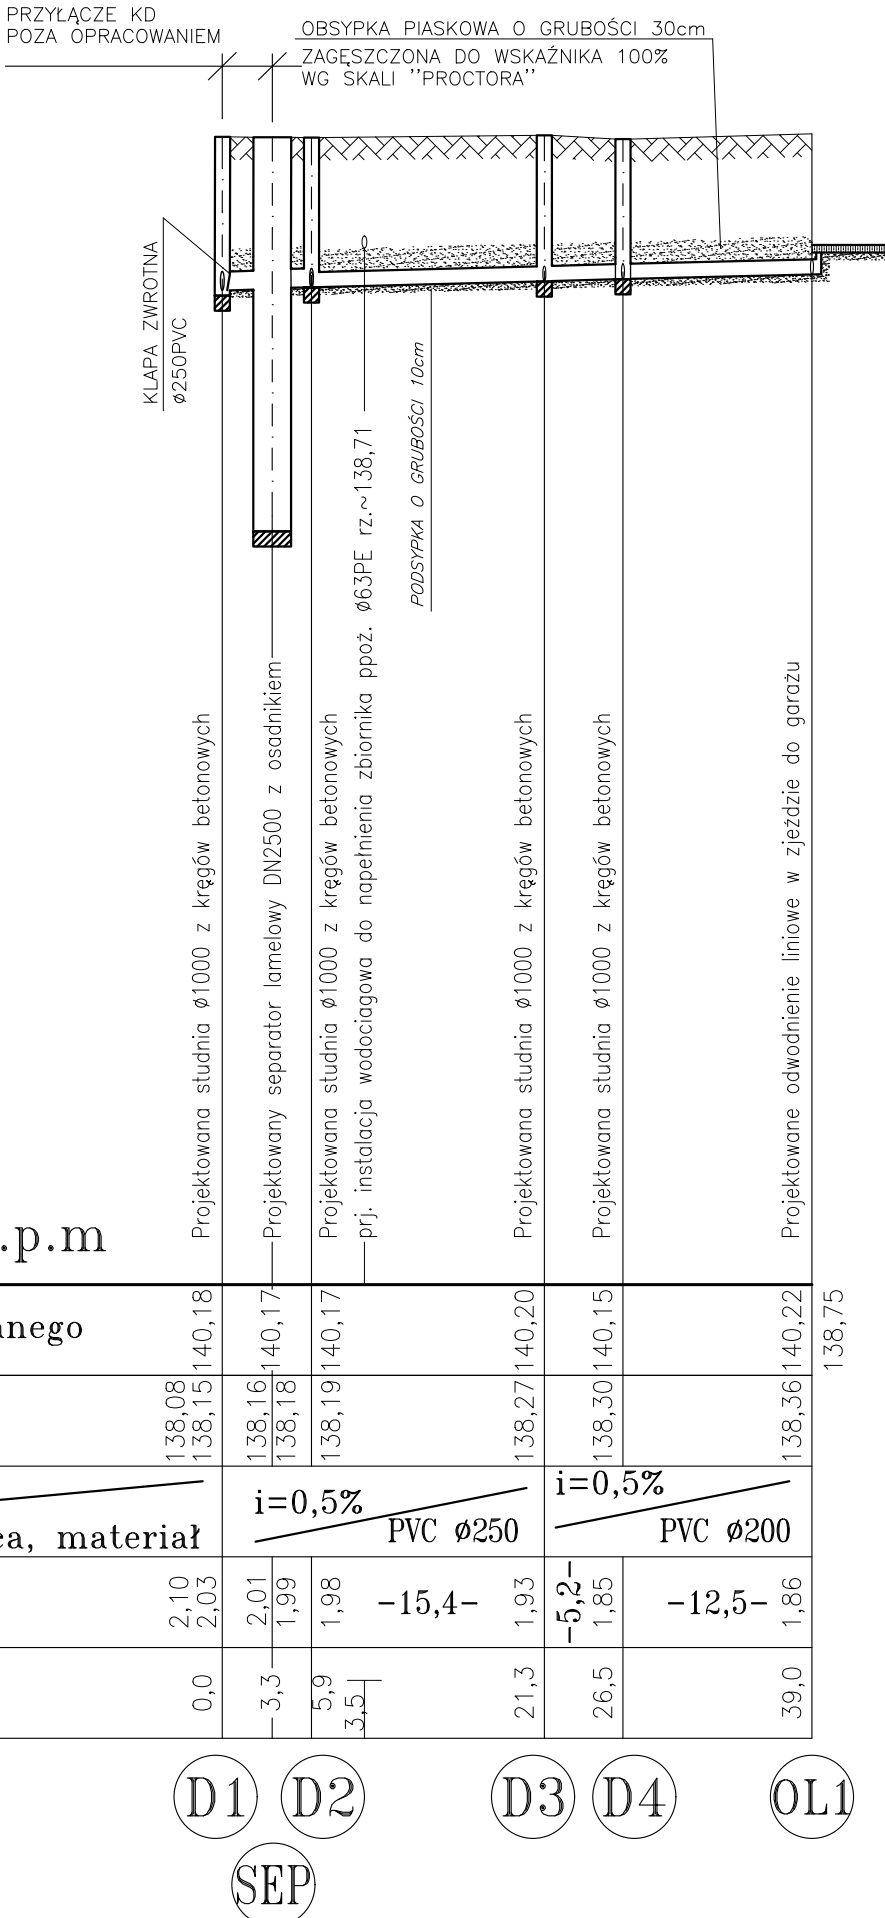 PRZYŁĄCZE KD
POZA OPRACOWANIEM
OBSYPKA PIASKOWA O GRUBOŚCI 30cm
ZAGĘSZCZONA DO WSKAŹNIKA 100%
WG SKALI ''PROCTORA''
KLAPA ZWROTNA
ø250PVC
PODSYPKA O GRUBOŚCI 10cm
Projektowana studnia ø1000 z kręgów betonowych
Projektowany separator lamelowy DN2500 z osadnikiem
Projektowana studnia ø1000 z kręgów betonowych
prj. instalacja wodociągowa do napełnienia zbiornika ppoż. ø63PE rz.~138,71
Projektowana studnia ø1000 z kręgów betonowych
Projektowana studnia ø1000 z kręgów betonowych
Projektowane odwodnienie liniowe w zjeździe do garażu
.p.m
anego
140,18
140,17
140,17
140,20
140,15
140,22
138,75
138,08
138,15
138,16
138,18
138,19
138,27
138,30
138,36
ca, materiał
i=0,5%
PVC ø250
i=0,5%
PVC ø200
2,10
2,03
2,01
1,99
1,98
-15,4-
1,93
-5,2-
1,85
-12,5-
1,86
0,0
3,3
5,9
3,5
21,3
26,5
39,0
D1
D2
D3
D4
OL1
SEP